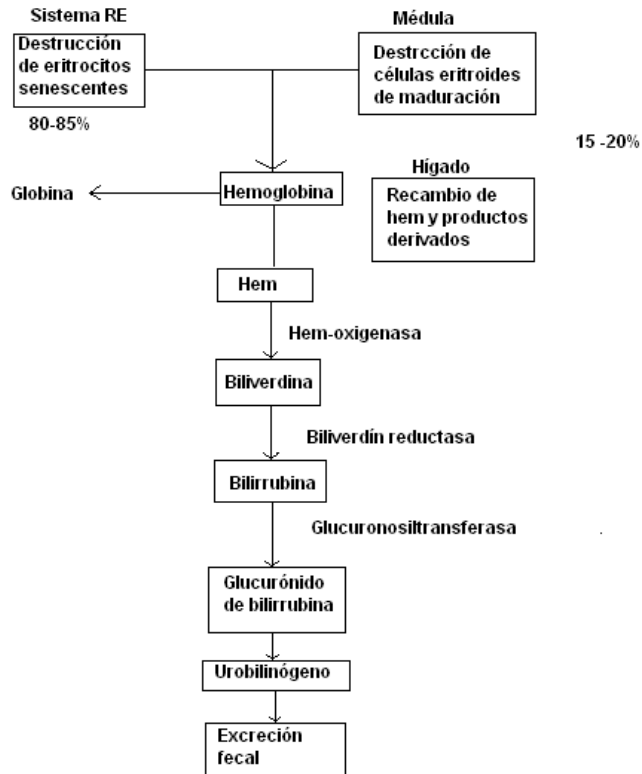 Sistema RE
Médula
Destrucción
de eritrocitos
senescentes
Destrcción de
células eritroides
de maduración
80-85%
15 -20%
Hígado
Globina
Hemoglobina
Recambio de
hem y productos
derivados
Hem
Hem-oxigenasa
Biliverdina
Biliverdín reductasa
Bilirrubina
Glucuronosiltransferasa
Glucurónido
de bilirrubina
Urobilinógeno
Excreción
fecal